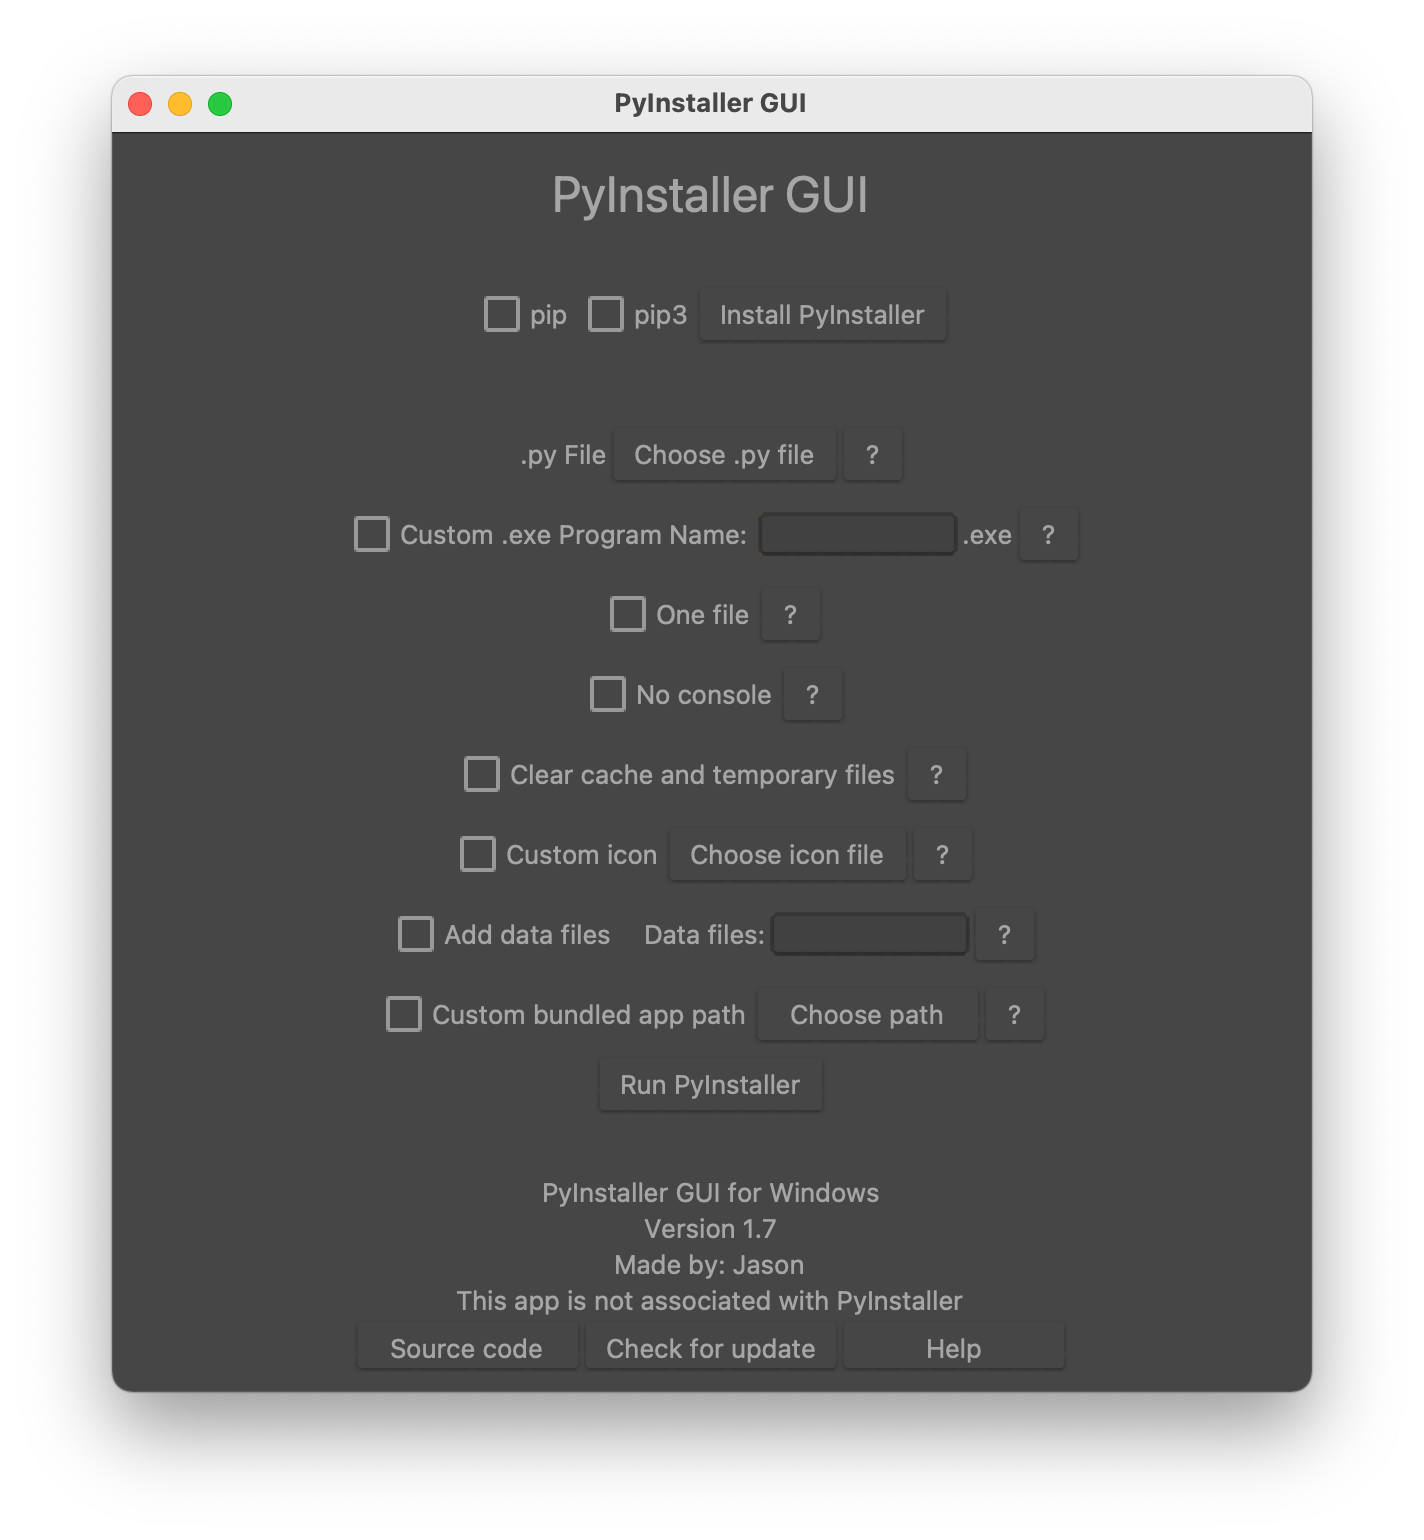 PyInstaller GUI
PyInstaller GUI
pip pip3 Install PyInstaller
.py File Choose .py file ?
Custom .exe Program Name: .exe ?
One file ?
No console ?
Clear cache and temporary files ?
Custom icon Choose icon file ?
Add data files Data files: ?
Custom bundled app path Choose path ?
Run PyInstaller
PyInstaller GUI for Windows
Version 1.7
Made by: Jason
This app is not associated with PyInstaller
Source code Check for update Help